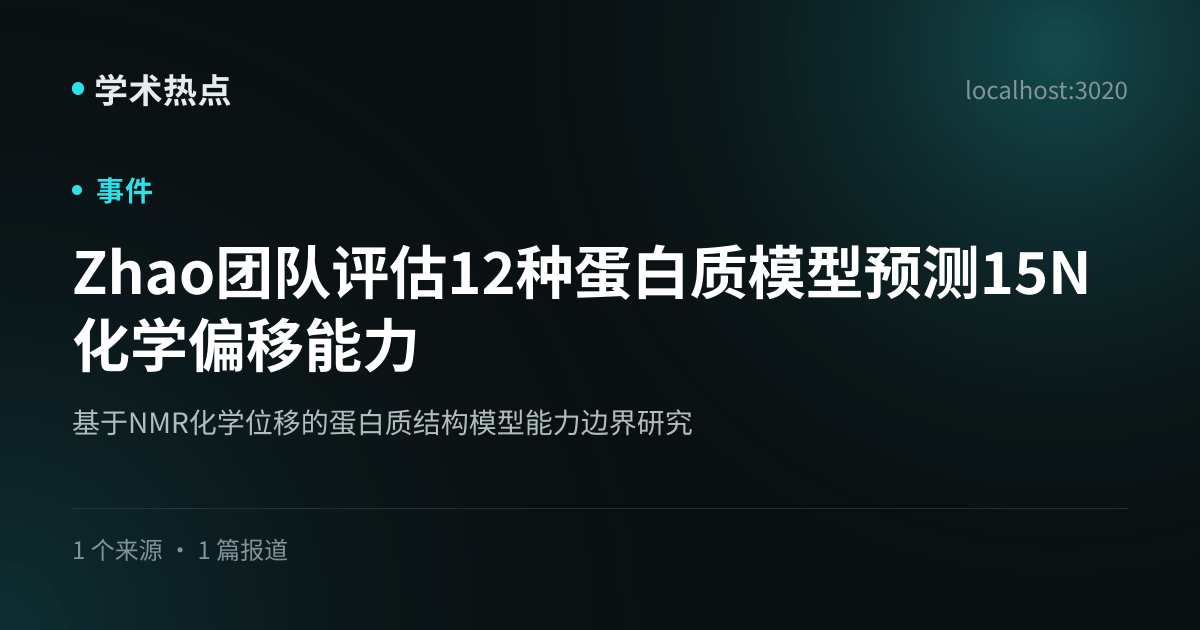 学术热点
localhost:3020
事件
Zhao团队评估12种蛋白质模型预测15N
化学偏移能力
基于NMR化学位移的蛋白质结构模型能力边界研究
1 个来源 · 1 篇报道